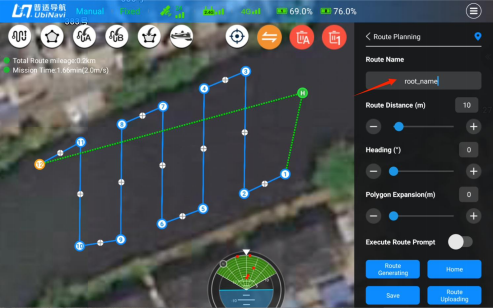 普适导航
UbiNavi
Manual
Fixed
4G
69.0%
76.0%
Total Route mileage:0.2km
Mission Time:1.66min(2.0m/s)
A
B
A
Route Planning
Route Name
root_name
Route Distance (m)
10
Heading (°)
0
Polygon Expansion(m)
0
Execute Route Prompt
Route Generating
Home
Save
Route Uploading
H
1
2
3
4
5
6
7
8
9
10
11